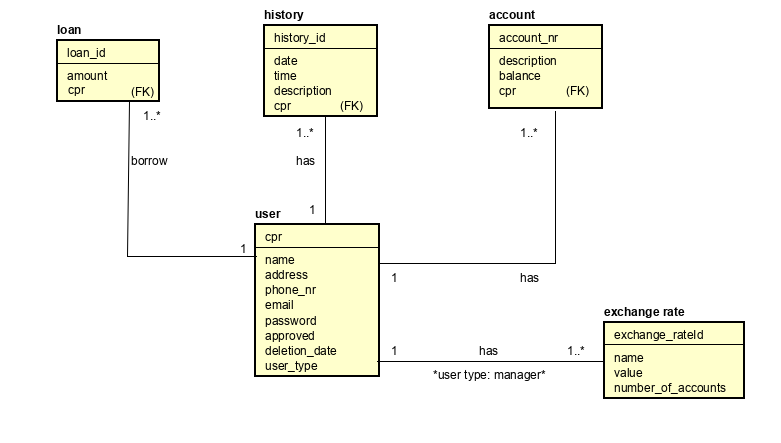 loan
loan_id
amount
cpr (FK)
history
history_id
date
time
description
cpr (FK)
account
account_nr
description
balance
cpr (FK)
1..*
borrow
1
1..*
has
1
1..*
1
has
user
cpr
name
address
phone_nr
email
password
approved
deletion_date
user_type
1
has
1..*
*user type: manager*
exchange rate
exchange_rateId
name
value
number_of_accounts